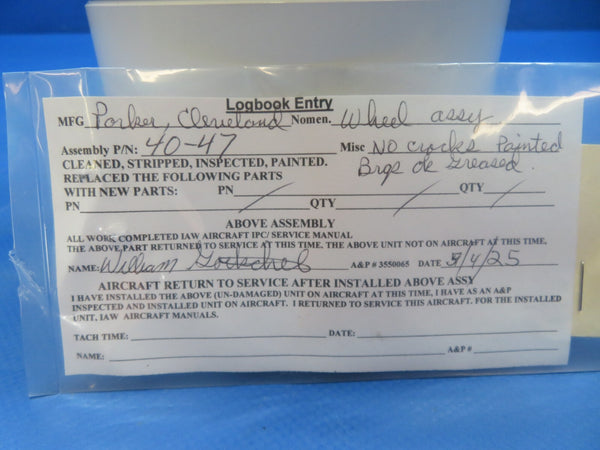 Logbook Entry
MFG Parker, Cleveland Nomen. Wheel assy
Assembly P/N: 40-47 Misc NO cracks Painted
CLEANED, STRIPPED, INSPECTED, PAINTED. Brgs ok Greased.
REPLACED THE FOLLOWING PARTS
WITH NEW PARTS: PN / QTY /
PN QTY /
ABOVE ASSEMBLY
ALL WORK COMPLETED IAW AIRCRAFT IPC/ SERVICE MANUAL
THE ABOVE PART RETURNED TO SERVICE AT THIS TIME, THE ABOVE UNIT NOT ON AIRCRAFT AT THIS TIME,
NAME: William A&P # 3550065 DATE /4/25
AIRCRAFT RETURN TO SERVICE AFTER INSTALLED ABOVE ASSY
I HAVE INSTALLED THE ABOVE (UN-DAMAGED) UNIT ON AIRCRAFT AT THIS TIME, I HAVE AS AN A&P
INSPECTED AND INSTALLED UNIT ON AIRCRAFT. I RETURNED TO SERVICE THIS AIRCRAFT. FOR THE INSTALLED
UNIT, IAW AIRCRAFT MANUALS.
TACH TIME: DATE:
NAME: A&P #